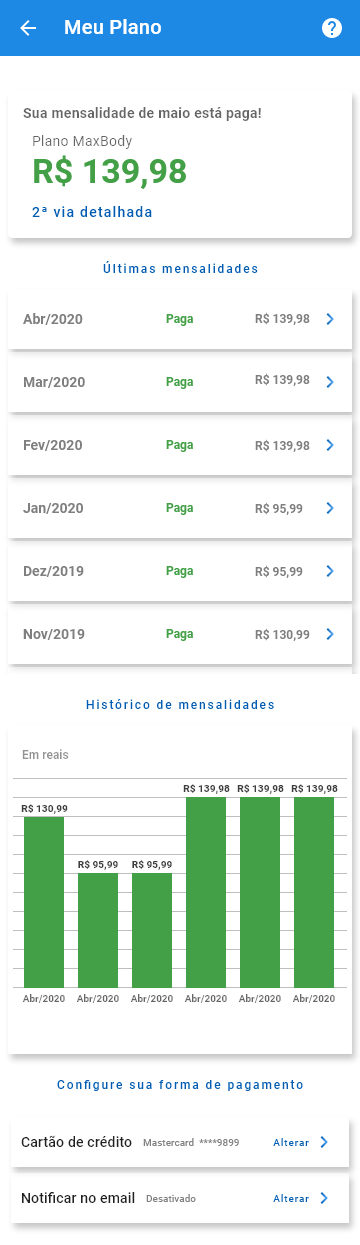 Meu Plano
Sua mensalidade de maio está paga!
Plano MaxBody
R$ 139,98
2ª via detalhada
Últimas mensalidades
Abr/2020 Paga R$ 139,98
Mar/2020 Paga R$ 139,98
Fev/2020 Paga R$ 139,98
Jan/2020 Paga R$ 95,99
Dez/2019 Paga R$ 95,99
Nov/2019 Paga R$ 130,99
Histórico de mensalidades
Em reais
R$ 130,99 R$ 95,99 R$ 95,99 R$ 139,98 R$ 139,98 R$ 139,98
Abr/2020 Abr/2020 Abr/2020 Abr/2020 Abr/2020 Abr/2020
Configure sua forma de pagamento
Cartão de crédito Mastercard ****9899 Alterar
Notificar no email Desativado Alterar